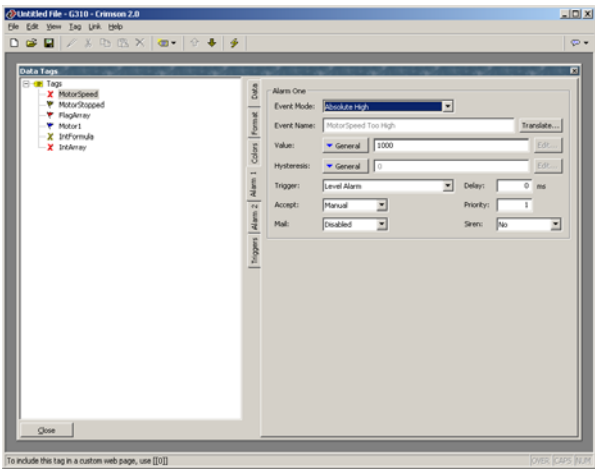 Untitled File - G310 - Crimson 2.0
File Edit View Tag Link Help
Data Tags
Tags
MotorSpeed
MotorStopped
FlagArray
Motor1
IntFormula
IntArray
Data
Format
Colors
Alarm 1
Alarm 2
Triggers
Alarm One
Event Mode: Absolute High
Event Name: MotorSpeed Too High Translate...
Value: General 1000 Edit...
Hysteresis: General 0 Edit...
Trigger: Level Alarm Delay: 0 ms
Accept: Manual Priority: 1
Mail: Disabled Siren: No
Close
To include this tag in a custom web page, use [[0]]
OVER CAPS NUM